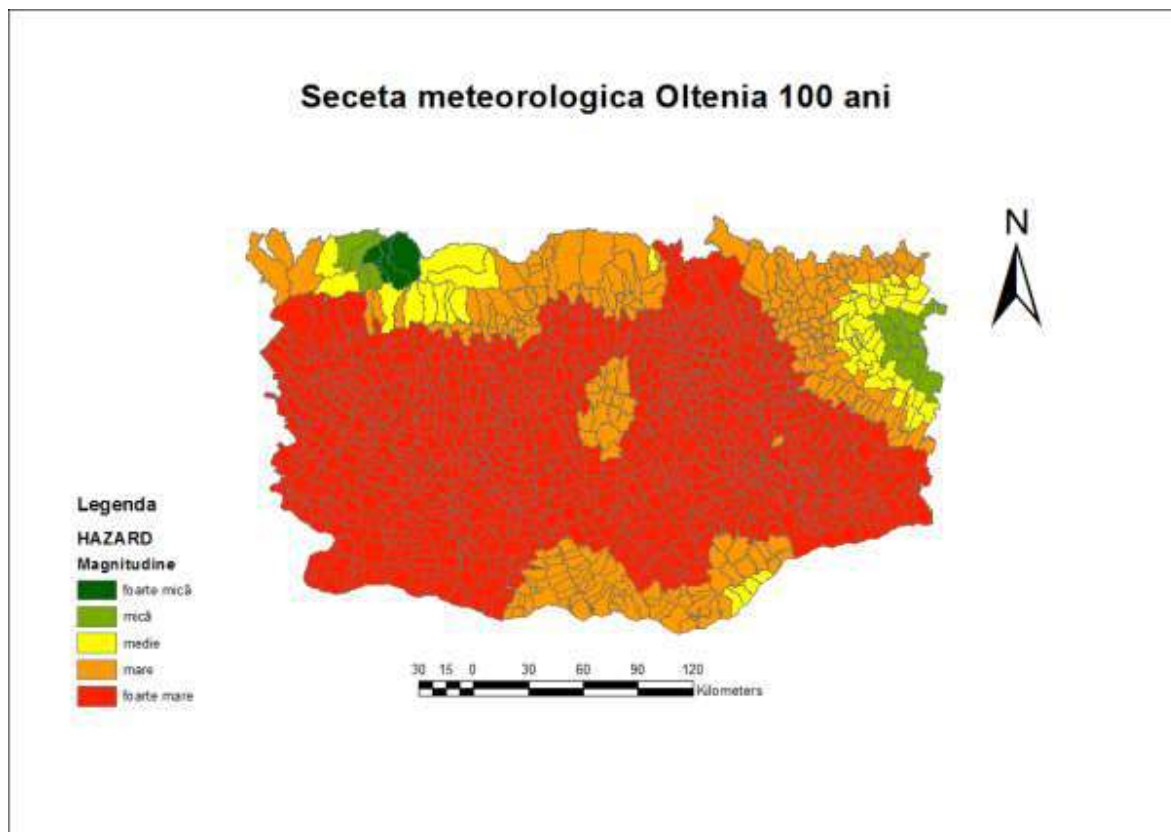 Seceta meteorologica Oltenia 100 ani
N
Legenda
HAZARD
Magnitudine
foarte mică
mică
medie
mare
foarte mare
30 15 0 30 60 90 120
Kilometers